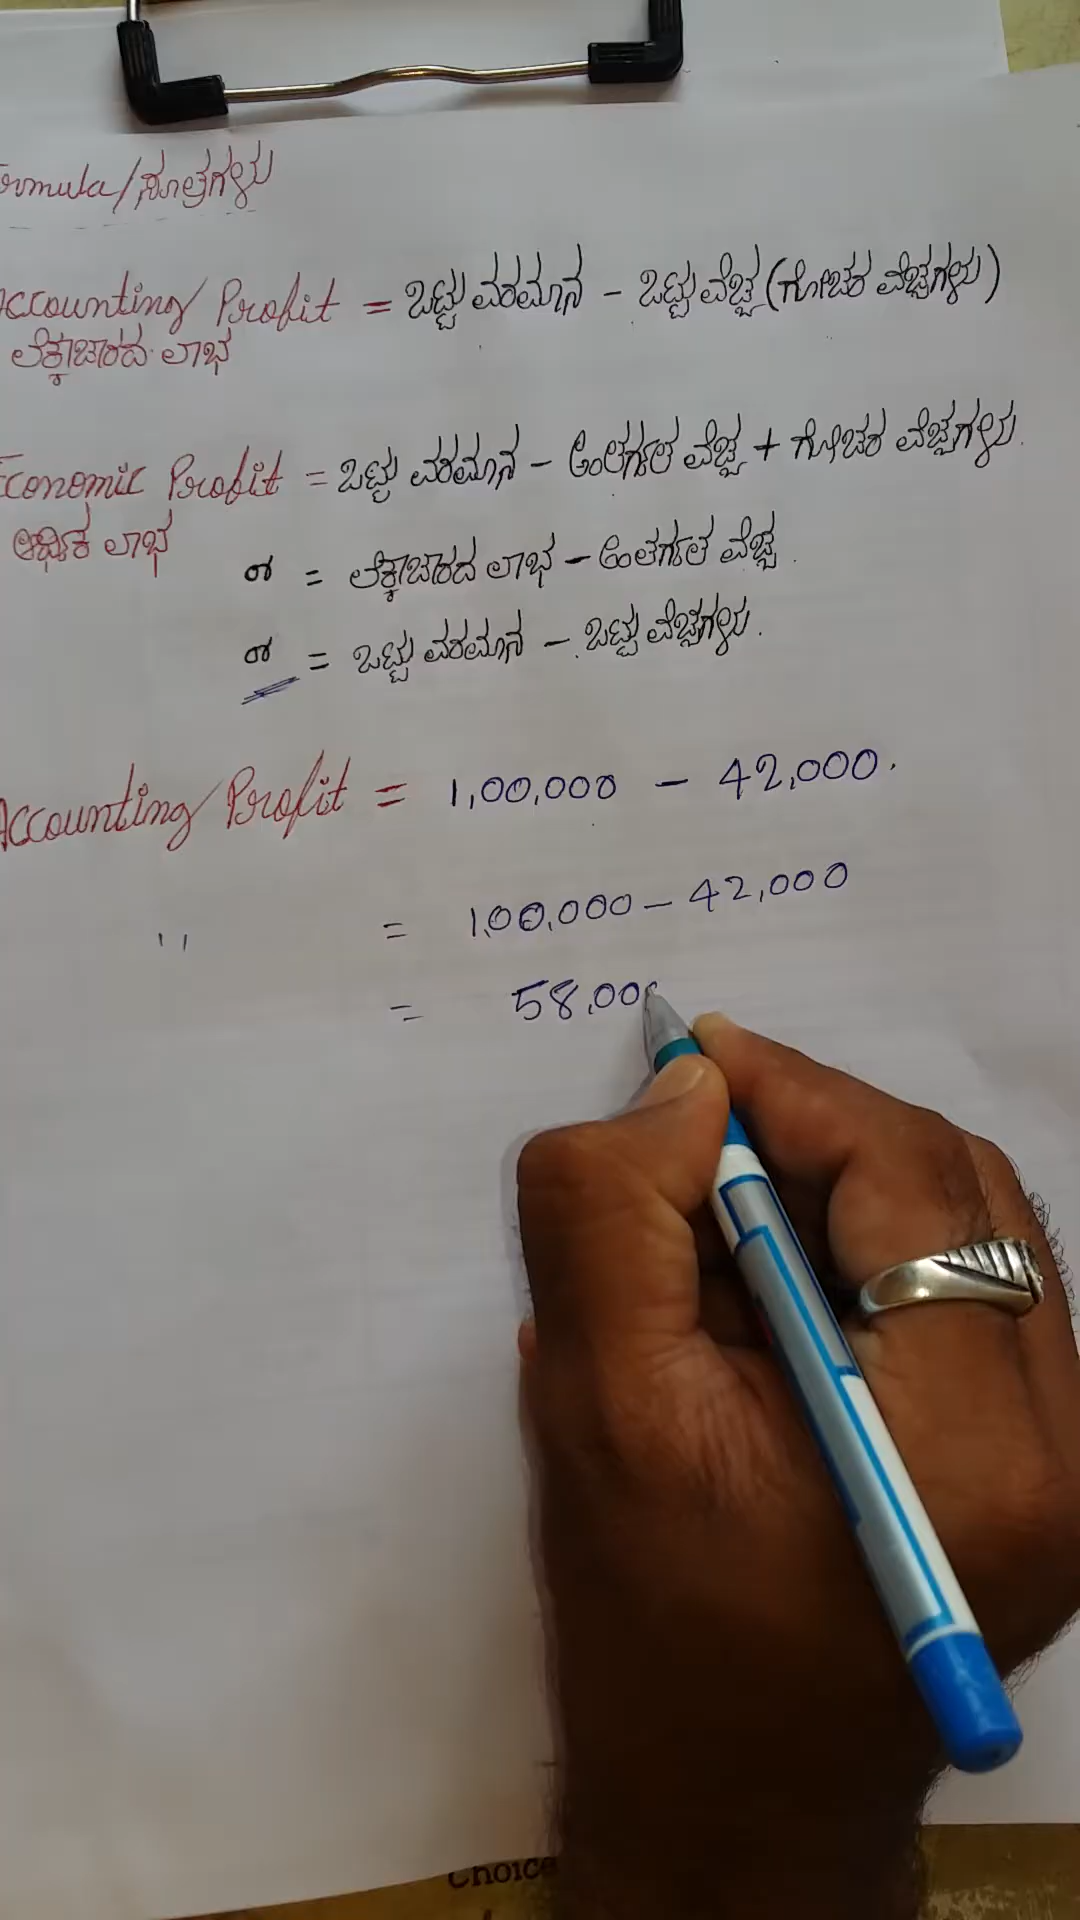 Formula/ಸೂತ್ರಗಳು
Accounting Profit = ಒಟ್ಟು ವರಮಾನ - ಒಟ್ಟು ವೆಚ್ಚ (ಗೋಚರ ವೆಚ್ಚಗಳು)
ಲೆಕ್ಕಾಚಾರದ ಲಾಭ
Economic Profit = ಒಟ್ಟು ವರಮಾನ - ಅಂತರ್ಗತ ವೆಚ್ಚ + ಗೋಚರ ವೆಚ್ಚಗಳು.
ಆರ್ಥಿಕ ಲಾಭ
= ಲೆಕ್ಕಾಚಾರದ ಲಾಭ - ಅಂತರ್ಗತ ವೆಚ್ಚ.
= ಒಟ್ಟು ವರಮಾನ - ಒಟ್ಟು ವೆಚ್ಚಗಳು.
Accounting Profit = 1,00,000 - 42,000.
" = 1,00,000 - 42,000
= 58,000
Choice